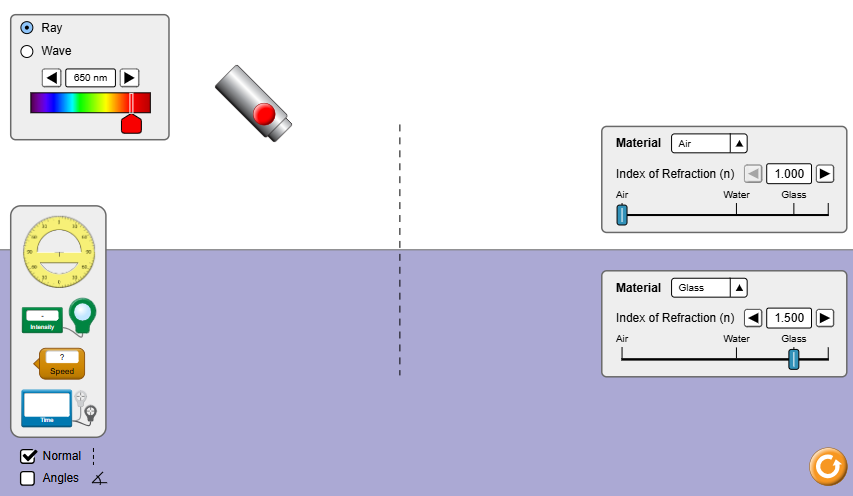 Ray
Wave
650 nm
Material Air
Index of Refraction (n) 1.000
Air Water Glass
Material Glass
Index of Refraction (n) 1.500
Air Water Glass
-
Intensity
?
Speed
Time
Normal
Angles